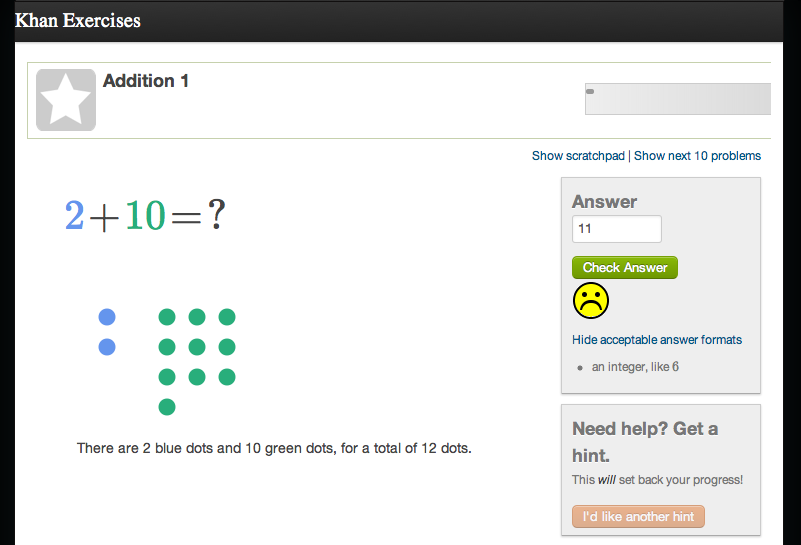 Khan Exercises
Addition 1
Show scratchpad | Show next 10 problems
2+10=?
Answer
11
Check Answer
Hide acceptable answer formats
• an integer, like 6
There are 2 blue dots and 10 green dots, for a total of 12 dots.
Need help? Get a
hint.
This will set back your progress!
I'd like another hint